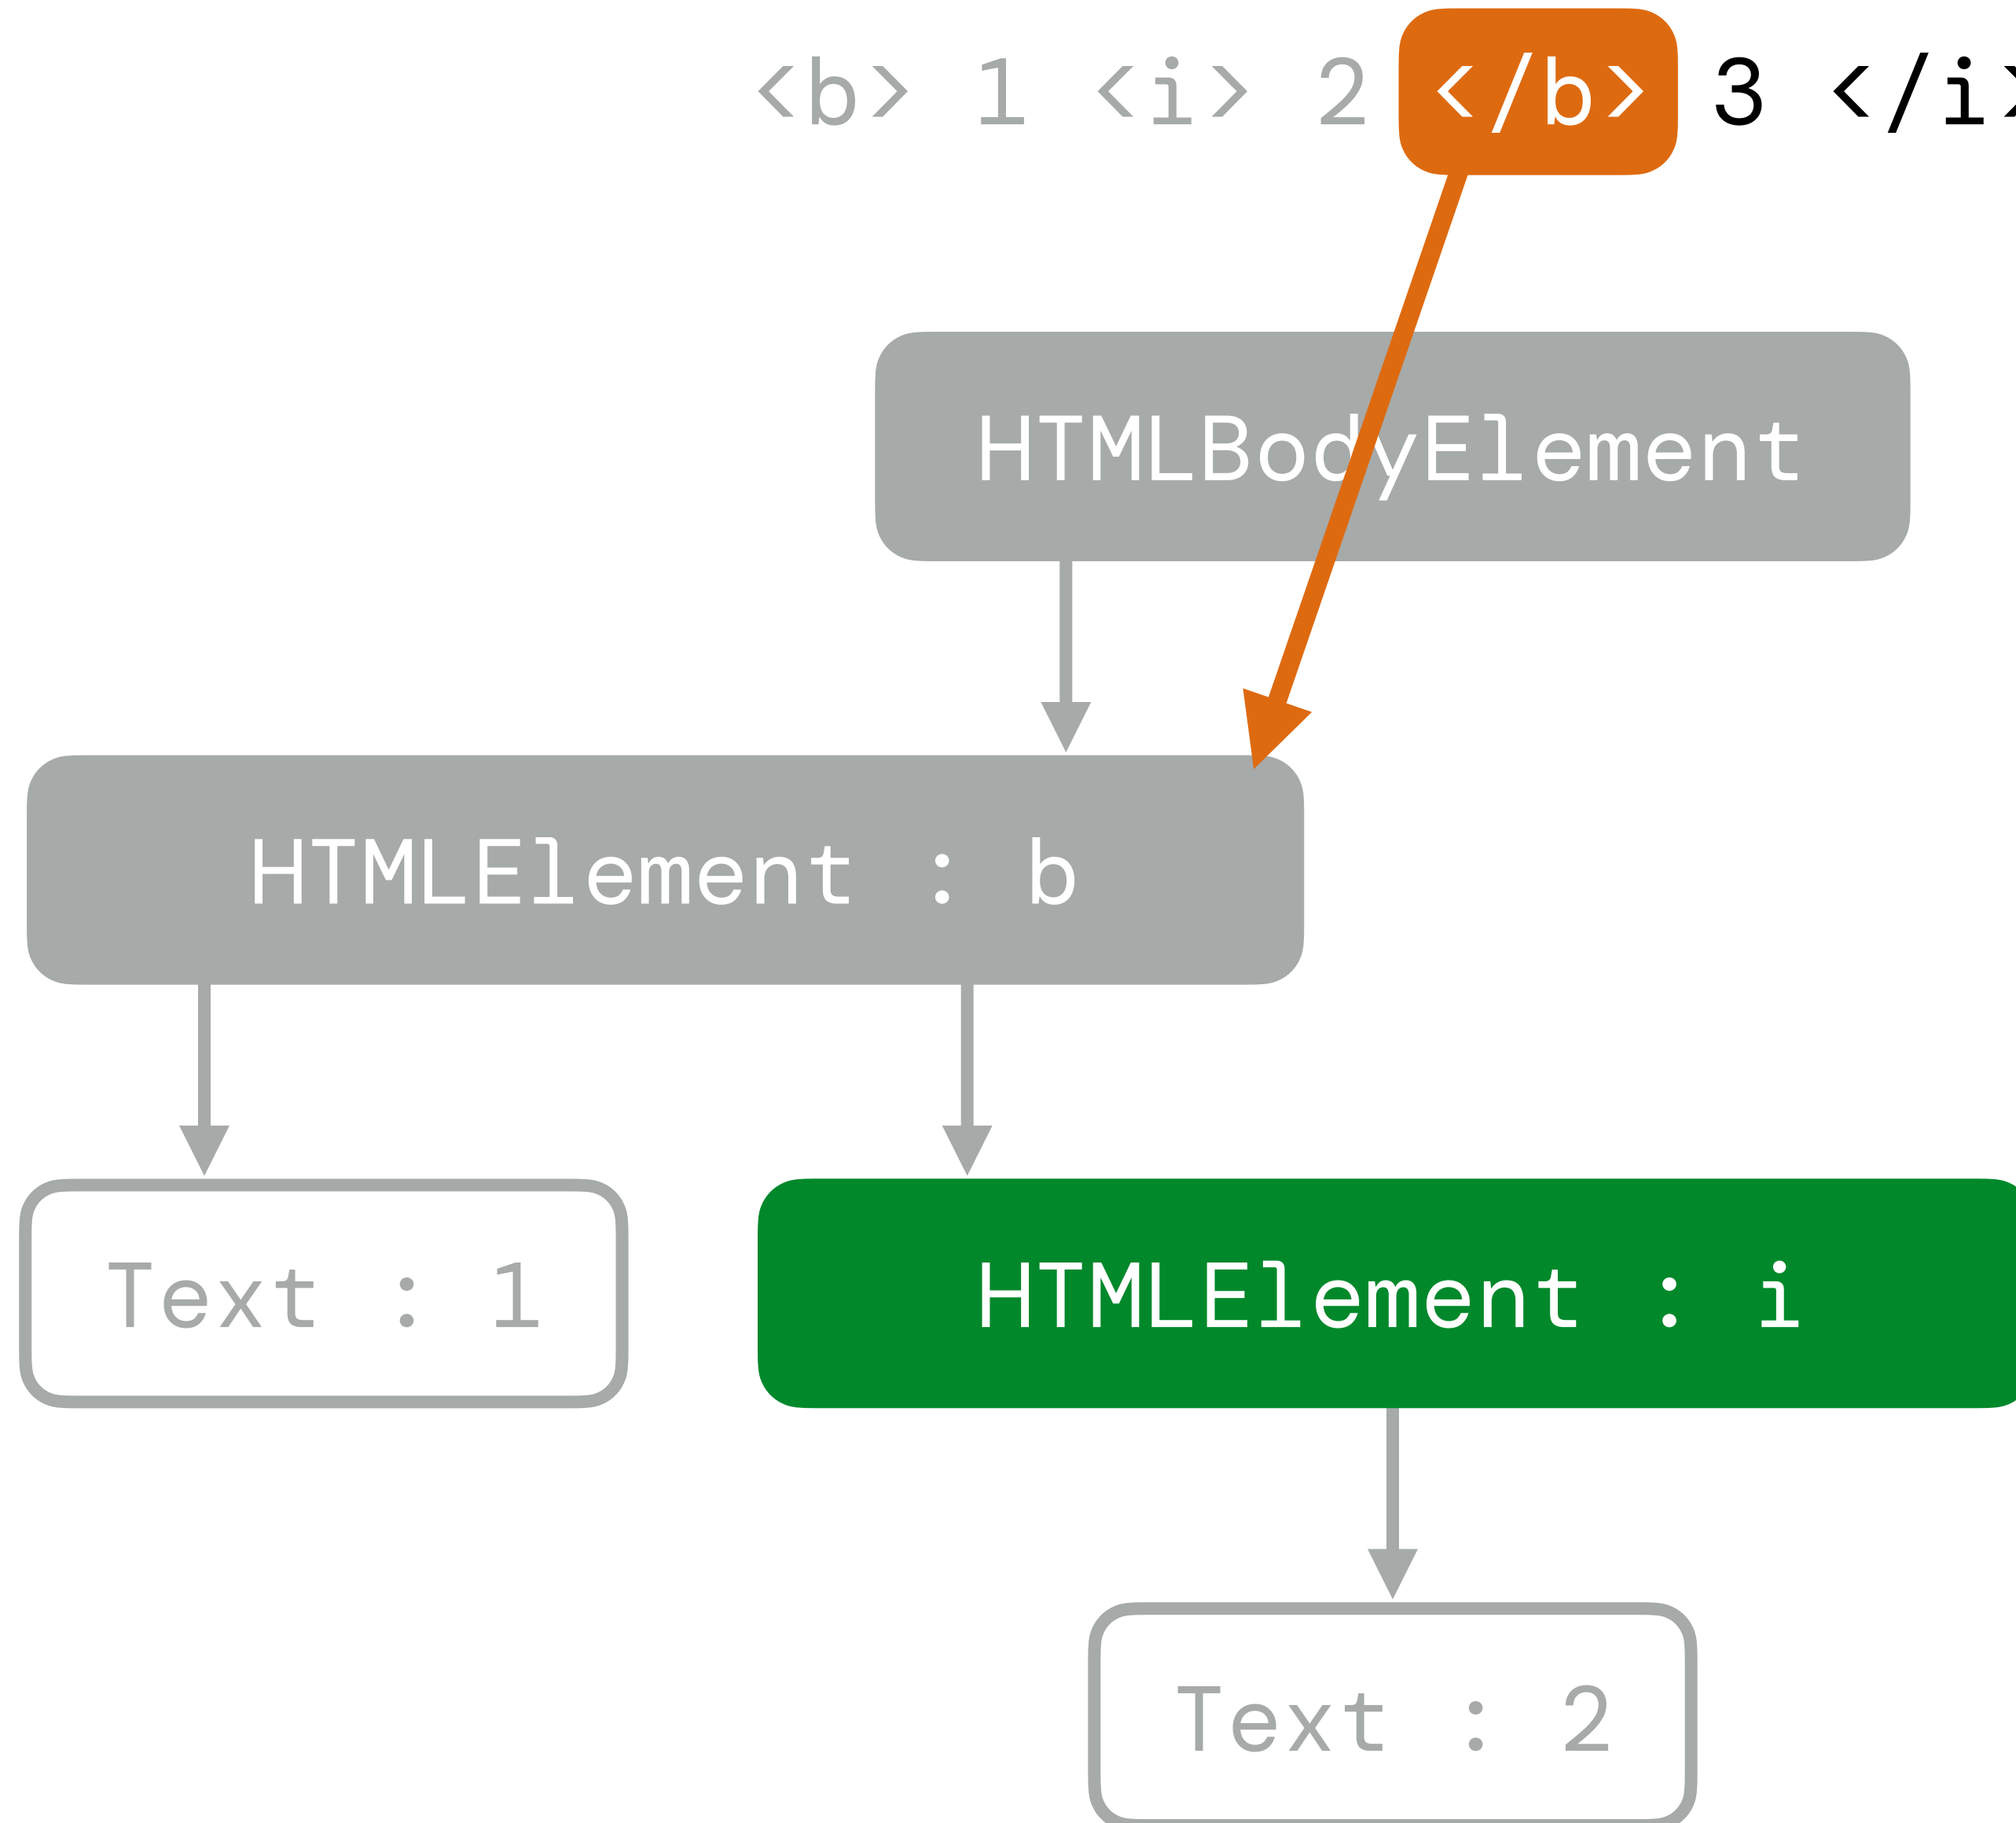 <b> 1 <i> 2 </b> 3 </i>
HTMLBodyElement
HTMLElement : b
Text : 1
HTMLElement : i
Text : 2